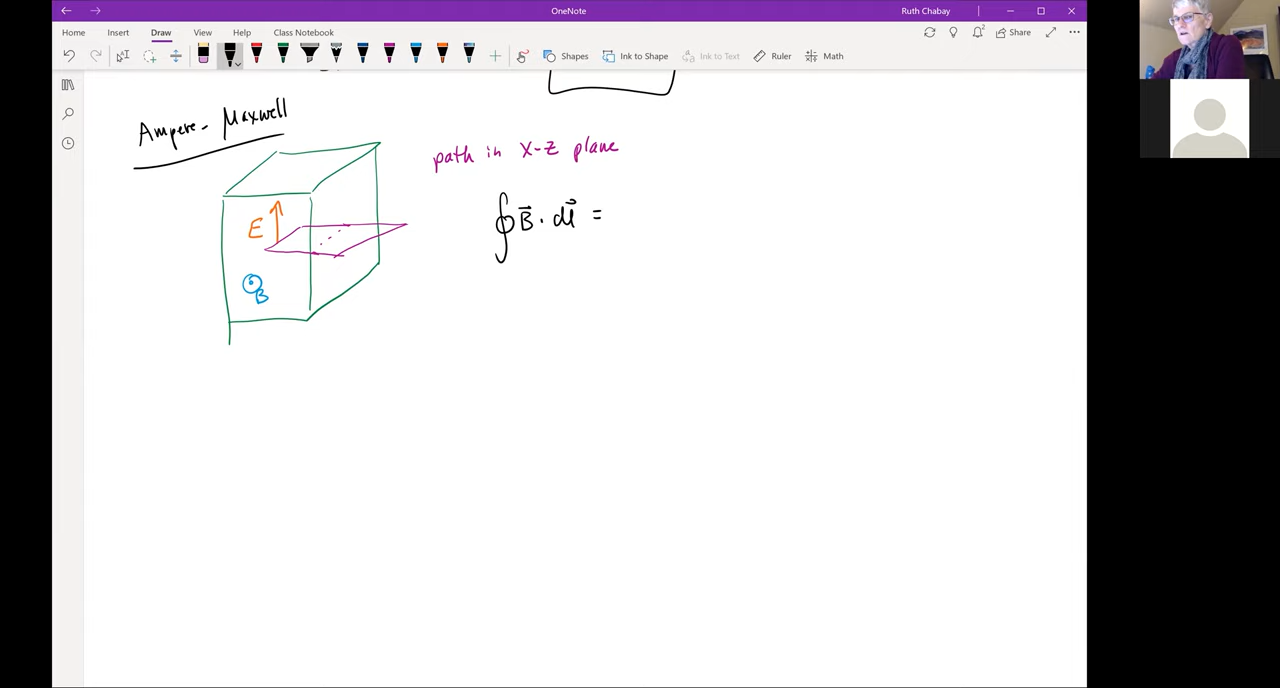 OneNote
Ruth Chabay
Home Insert Draw View Help Class Notebook
Shapes Ink to Shape Ink to Text Ruler Math Share
Ampere-Maxwell
path in x-z plane
∮ B⃗ · dl⃗ =
E
B